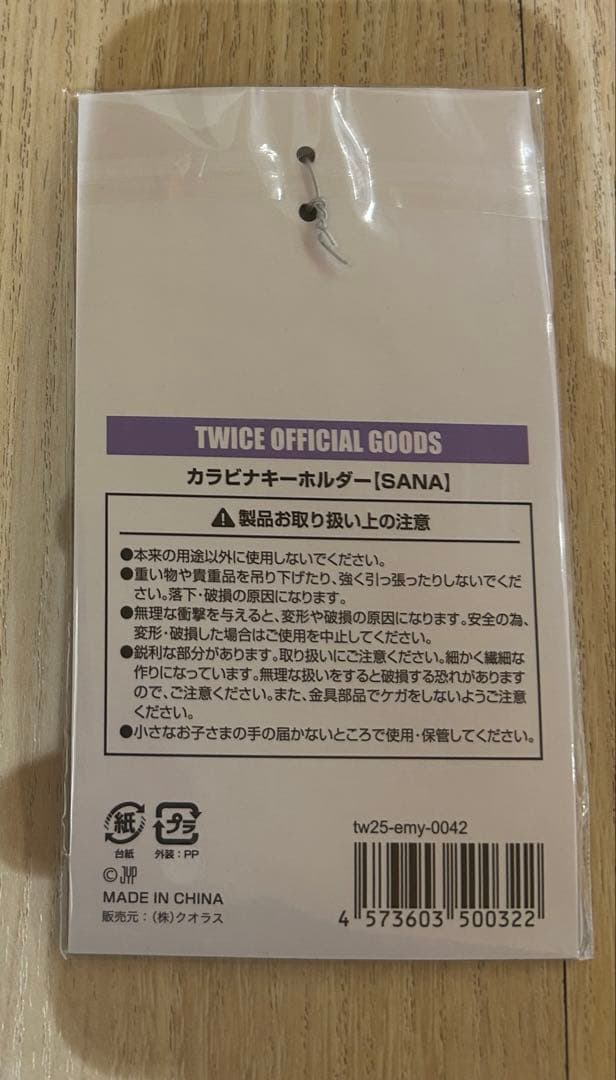 TWICE OFFICIAL GOODS
カラビナキーホルダー【SANA】
⚠製品お取り扱い上の注意
●本来の用途以外に使用しないでください。
●重い物や貴重品を吊り下げたり、強く引っ張ったりしないでくだ
さい。落下・破損の原因になります。
●無理な衝撃を与えると、変形や破損の原因になります。安全の為、
変形・破損した場合はご使用を中止してください。
●鋭利な部分があります。取り扱いにご注意ください。細かく繊細な
作りになっています。無理な扱いをすると破損する恐れがあります
ので、ご注意ください。また、金具部品でケガをしないようご注意
ください。
●小さなお子さまの手の届かないところで使用・保管してください。
紙 プラ
台紙 外装：PP
tw25-emy-0042
©JYP
MADE IN CHINA
販売元：（株）クオラス
4 573603 500322